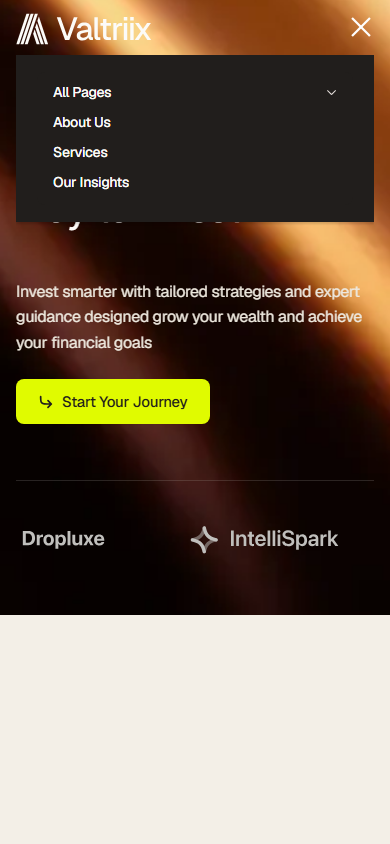 Valtriix
All Pages
About Us
Services
Our Insights
Invest smarter with tailored strategies and expert
guidance designed grow your wealth and achieve
your financial goals
Start Your Journey
Dropluxe
IntelliSpark